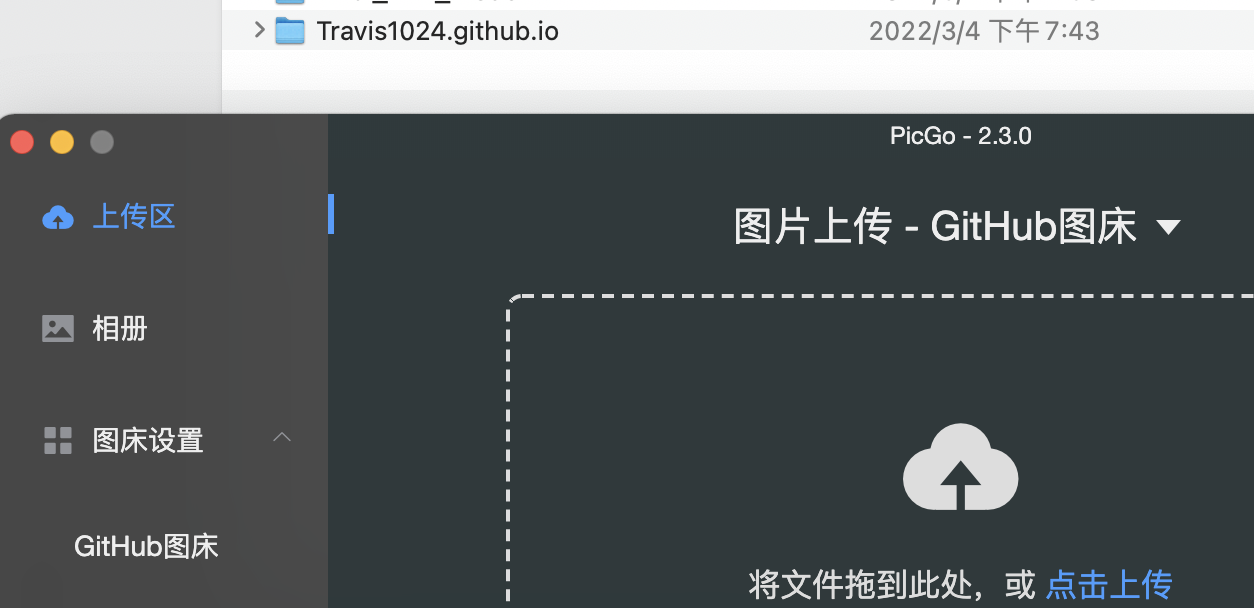 Travis1024.github.io 2022/3/4 下午7:43
PicGo - 2.3.0
上传区
图片上传 - GitHub图床
相册
图床设置
GitHub图床
将文件拖到此处，或 点击上传